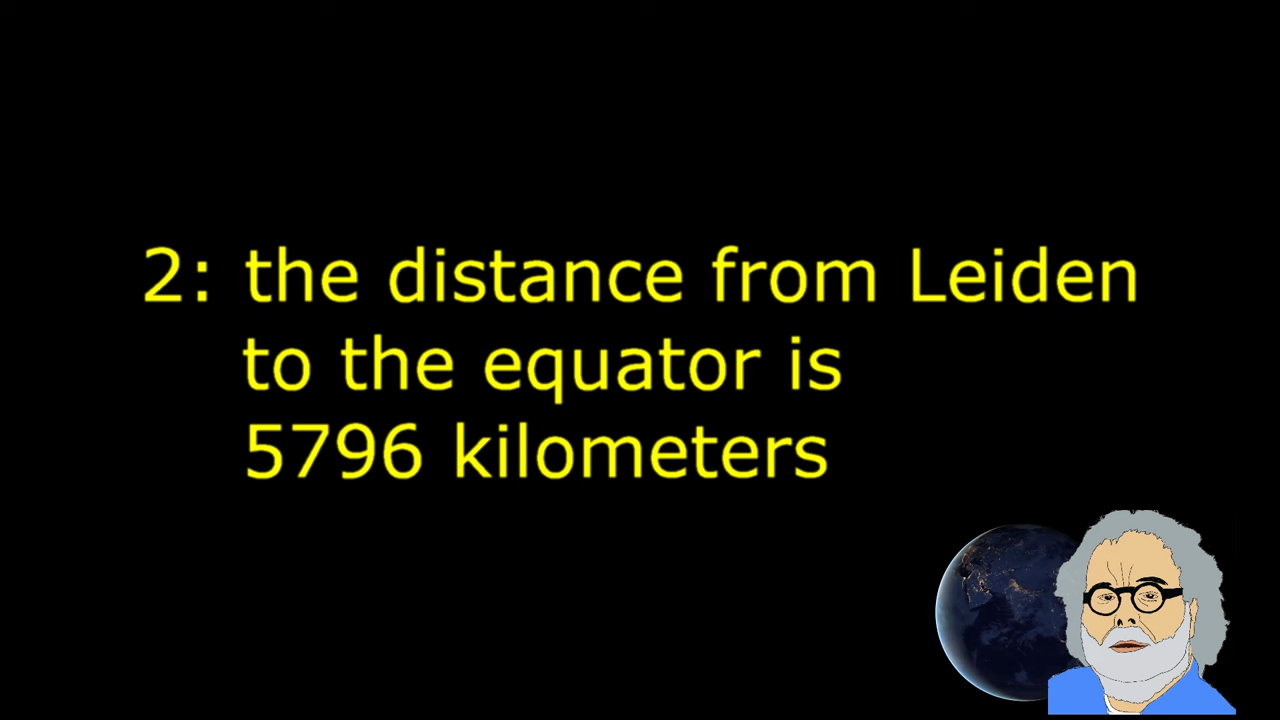 2: the distance from Leiden
to the equator is
5796 kilometers